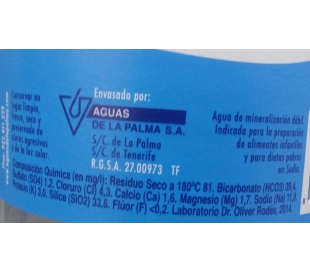 Conservar en
lugar limpio,
fresco, seco y
preservado de
olores agresivos
y de la luz solar.
Envasado por:
AGUAS
DE LA PALMA S.A.
S/C. de La Palma
S/C. de Tenerife
R.G.S.A. 27.00973 TF
Agua de mineralización débil.
Indicada para la preparación
de alimentos infantiles
y para dietas pobres
en Sodio.
Composición Química (en mg/l): Residuo Seco a 180ºC 81. Bicarbonato (HCO3) 39,4
Sulfato (SO4) 1,2. Cloruro (Cl) 4,3. Calcio (Ca) 1,6. Magnesio (Mg) 1,7. Sodio (Na) 11,9
Potasio (K) 3,0. Sílice (SiO2) 33,6. Flúor (F) <0,2. Laboratorio Dr. Oliver Rodés, 2014.